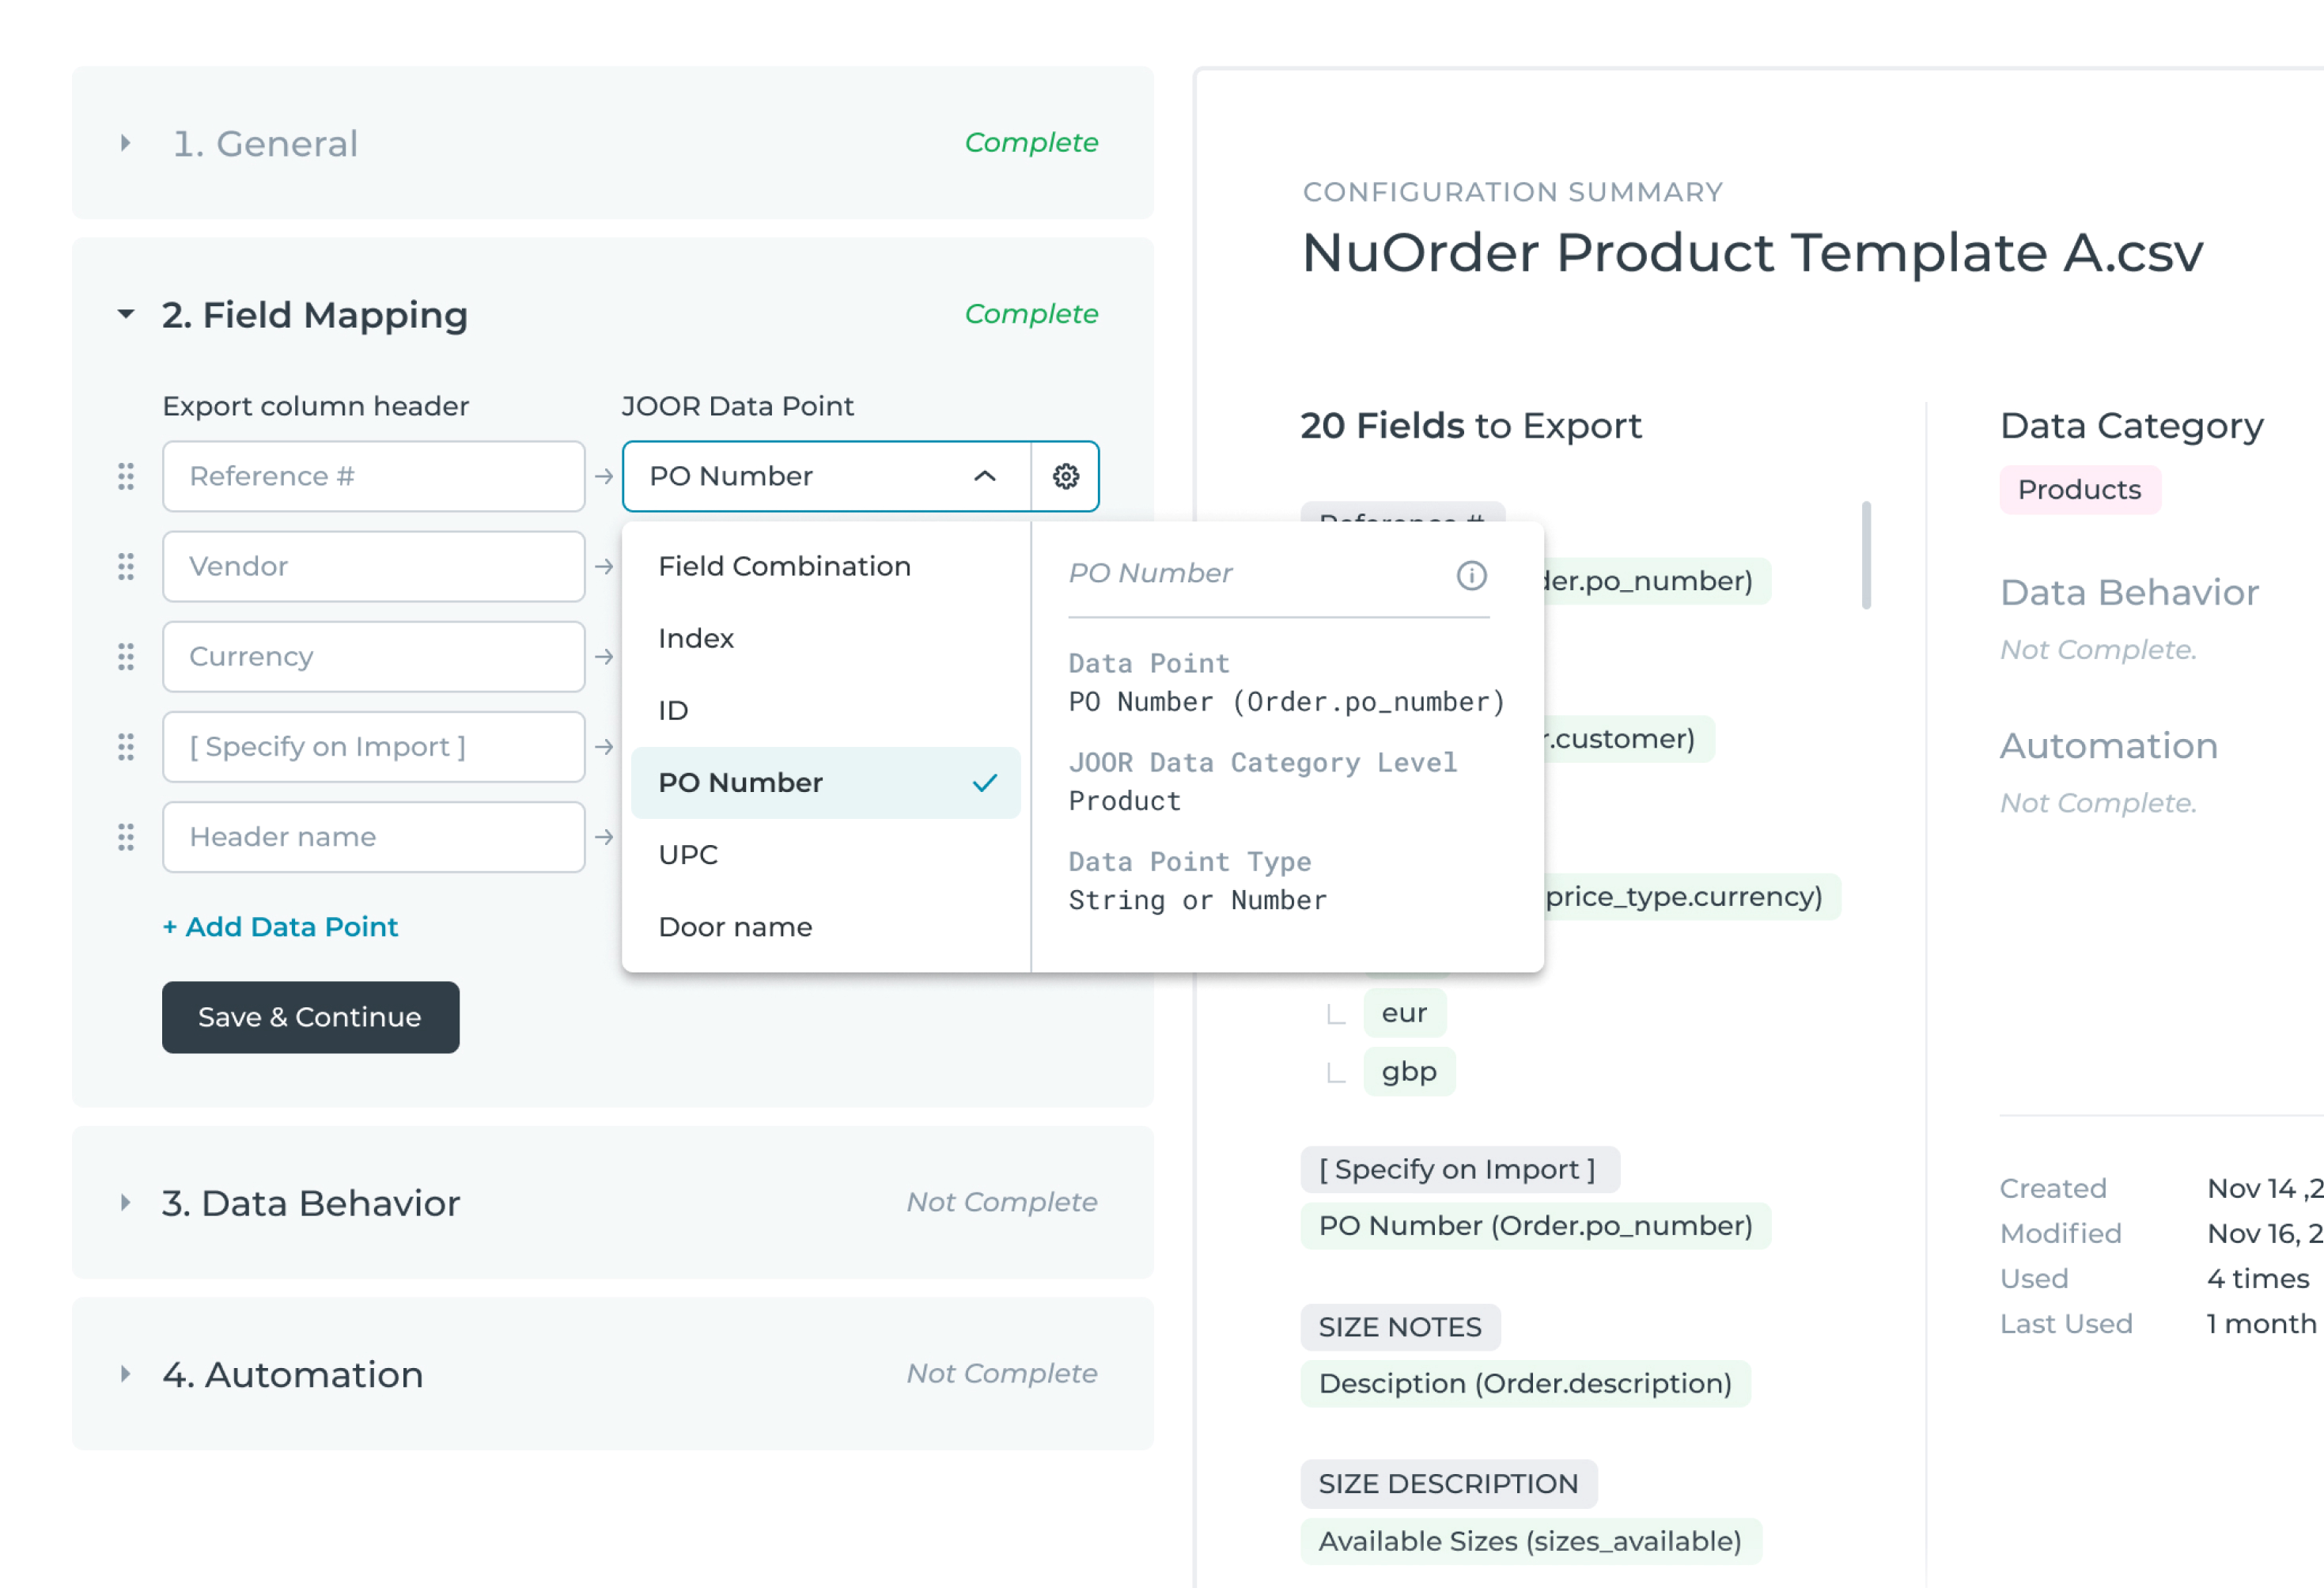 1. General
Complete
2. Field Mapping
Complete
Export column header
JOOR Data Point
Reference #
PO Number
Vendor
Currency
[ Specify on Import ]
Header name
Field Combination
Index
ID
PO Number
UPC
Door name
PO Number
Data Point
PO Number (Order.po_number)
JOOR Data Category Level
Product
Data Point Type
String or Number
+ Add Data Point
Save & Continue
3. Data Behavior
Not Complete
4. Automation
Not Complete
CONFIGURATION SUMMARY
NuOrder Product Template A.csv
20 Fields to Export
Reference #
der.po_number)
r.customer)
price_type.currency)
eur
gbp
[ Specify on Import ]
PO Number (Order.po_number)
SIZE NOTES
Desciption (Order.description)
SIZE DESCRIPTION
Available Sizes (sizes_available)
Data Category
Products
Data Behavior
Not Complete.
Automation
Not Complete.
Created Nov 14 ,2
Modified Nov 16, 2
Used 4 times
Last Used 1 month